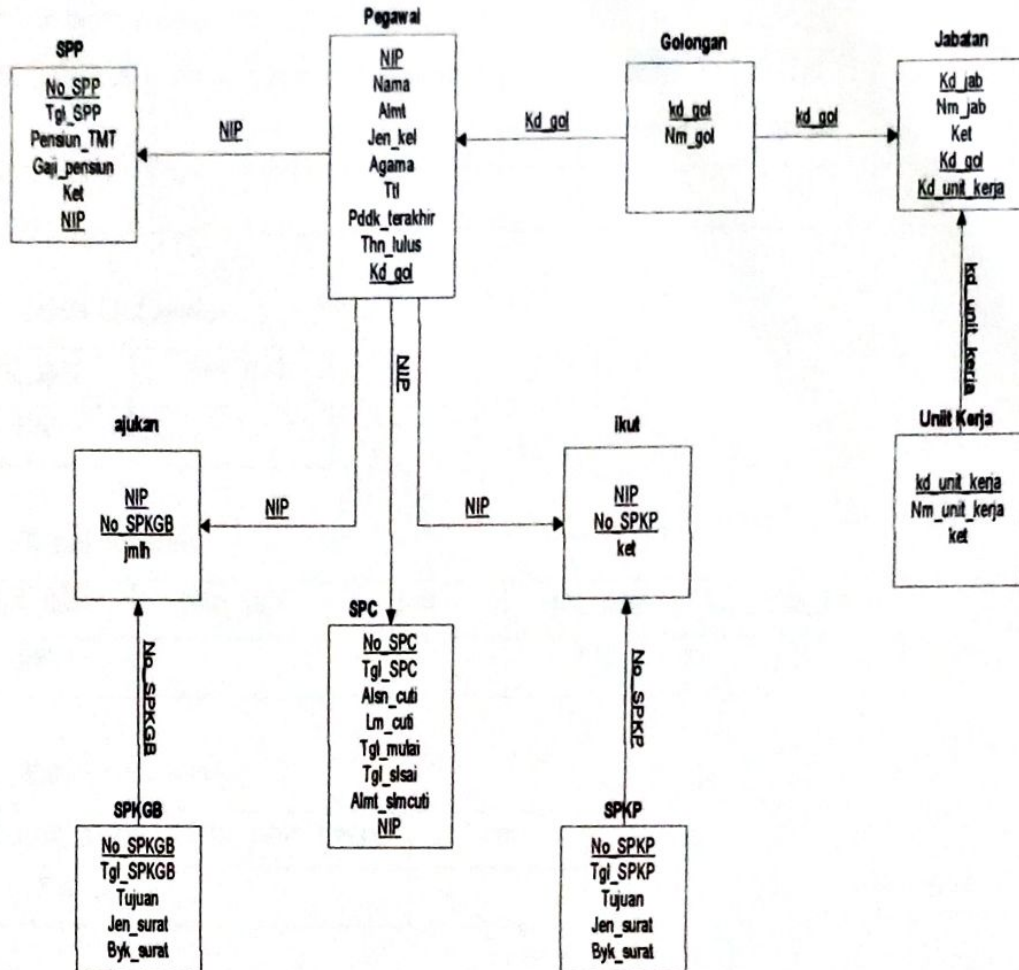 Pegawai
NIP
Nama
Almt
Jen_kel
Agama
Ttl
Pddk_terakhir
Thn_lulus
Kd_gol
SPP
No_SPP
Tgl_SPP
Pensiun_TMT
Gaji_pensiun
Ket
NIP
NIP
Golongan
kd_gol
Nm_gol
Kd_gol
kd_gol
Jabatan
Kd_jab
Nm_jab
Ket
Kd_gol
Kd_unit_kerja
kd_unit_kerja
Uniit Kerja
kd_unit_kerja
Nm_unit_kerja
ket
NIP
ajukan
NIP
No_SPKGB
jmlh
NIP
NIP
ikut
NIP
No_SPKP
ket
SPC
No_SPC
Tgl_SPC
Alsn_cuti
Lm_cuti
Tgl_mulai
Tgl_slsai
Almt_slmcuti
NIP
No_SPKGB
No_SPKP
SPKGB
No_SPKGB
Tgl_SPKGB
Tujuan
Jen_surat
Byk_surat
SPKP
No_SPKP
Tgl_SPKP
Tujuan
Jen_surat
Byk_surat